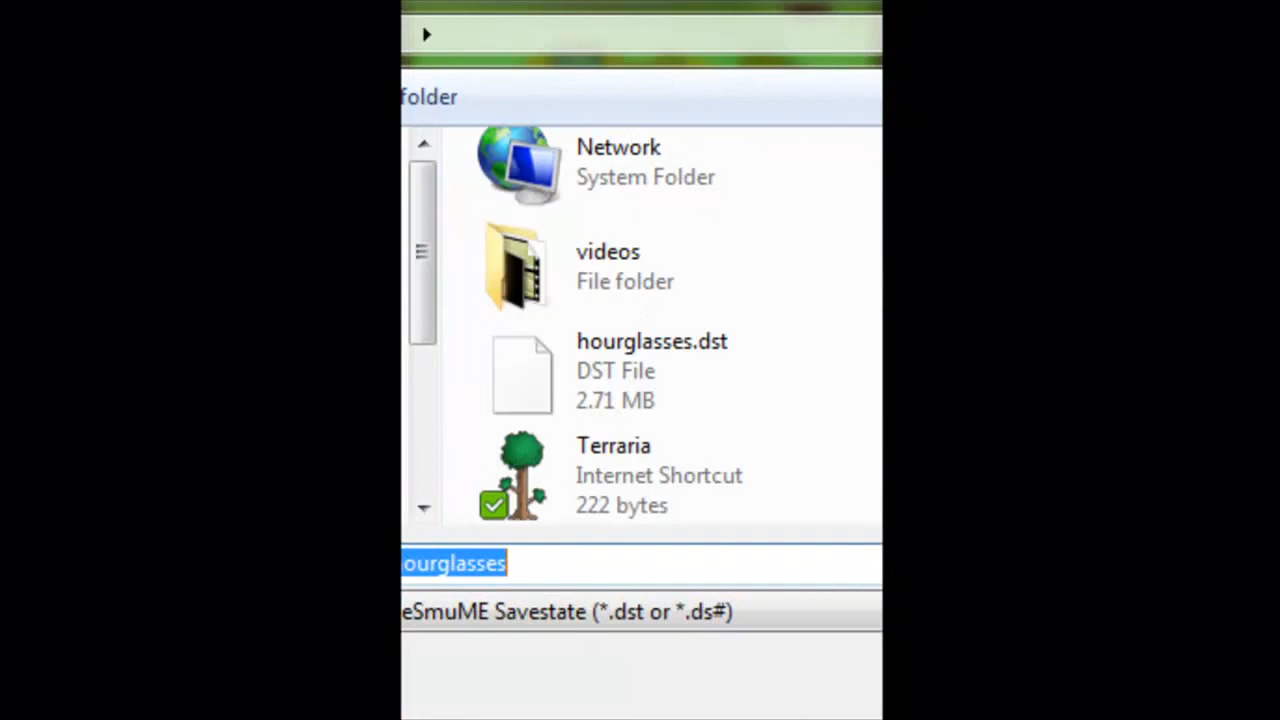 folder
Network
System Folder
videos
File folder
hourglasses.dst
DST File
2.71 MB
Terraria
Internet Shortcut
222 bytes
ourglasses
eSmuME Savestate (*.dst or *.ds#)